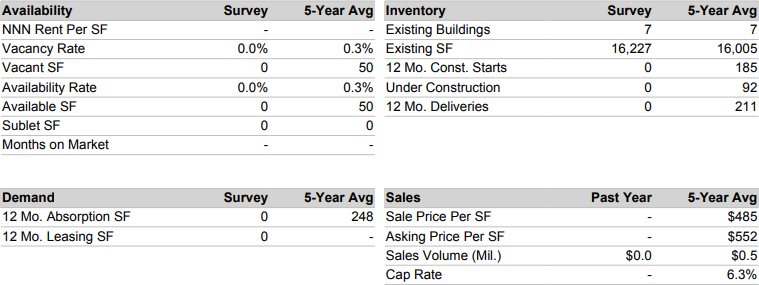 Availability Survey 5-Year Avg
NNN Rent Per SF - -
Vacancy Rate 0.0% 0.3%
Vacant SF 0 50
Availability Rate 0.0% 0.3%
Available SF 0 50
Sublet SF 0 0
Months on Market - -
Inventory Survey 5-Year Avg
Existing Buildings 7 7
Existing SF 16,227 16,005
12 Mo. Const. Starts 0 185
Under Construction 0 92
12 Mo. Deliveries 0 211
Demand Survey 5-Year Avg
12 Mo. Absorption SF 0 248
12 Mo. Leasing SF 0 -
Sales Past Year 5-Year Avg
Sale Price Per SF - $485
Asking Price Per SF - $552
Sales Volume (Mil.) $0.0 $0.5
Cap Rate - 6.3%